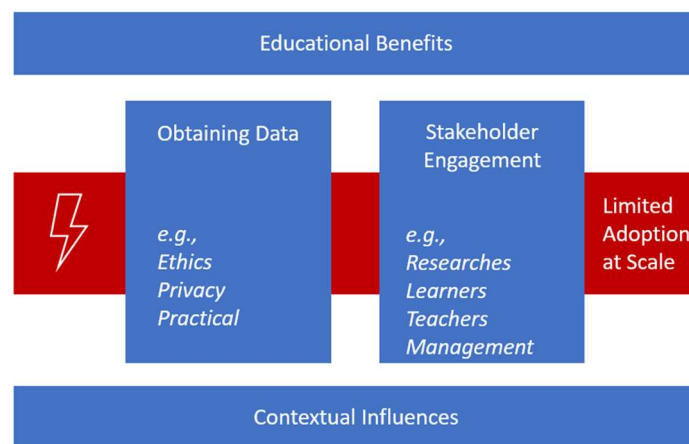 Educational Benefits
Obtaining Data
e.g.,
Ethics
Privacy
Practical
Stakeholder
Engagement
e.g.,
Researches
Learners
Teachers
Management
Limited
Adoption
at Scale
Contextual Influences